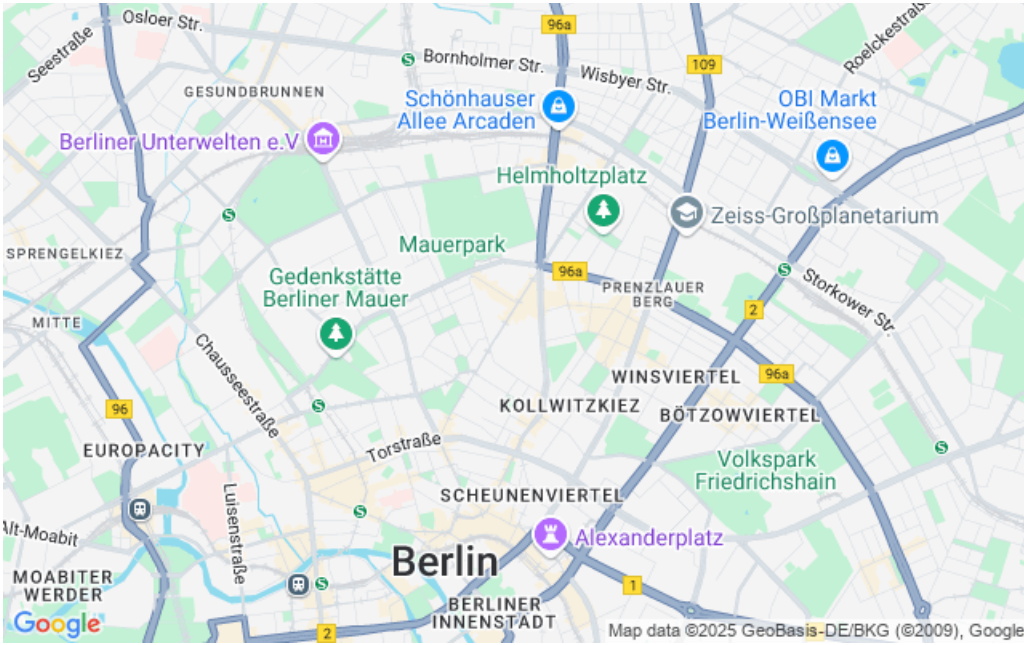 Osloer Str.
96a
Seestraße
Bornholmer Str.
Wisbyer Str.
109
Roelckestraß
S
GESUNDBRUNNEN
Schönhauser
Allee Arcaden
OBI Markt
Berlin-Weißensee
Berliner Unterwelten e.V
Helmholtzplatz
S
Zeiss-Großplanetarium
Mauerpark
SPRENGELKIEZ
Gedenkstätte
Berliner Mauer
96a
S
PRENZLAUER
BERG
Storkower Str.
2
MITTE
Chausseestraße
WINSVIERTEL
96a
96
S
KOLLWITZKIEZ
BÖTZOWVIERTEL
EUROPACITY
Torstraße
S
Volkspark
Friedrichshain
Luisenstraße
SCHEUNENVIERTEL
S
Alt-Moabit
Alexanderplatz
Berlin
MOABITER
WERDER
S
1
BERLINER
INNENSTADT
Google
2
Map data ©2025 GeoBasis-DE/BKG (©2009), Google